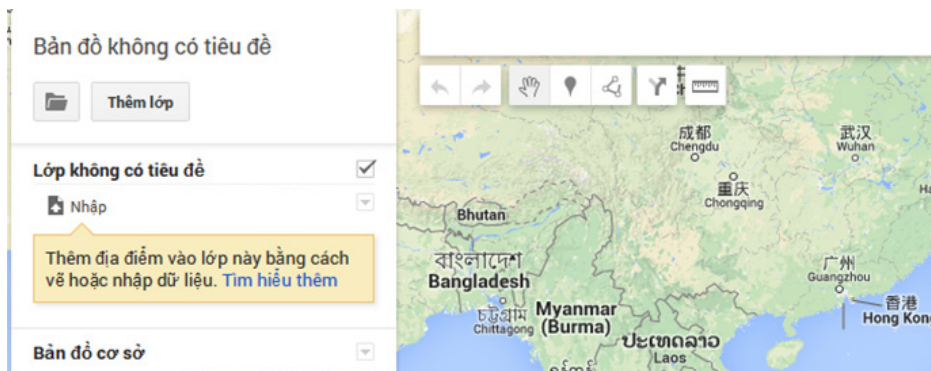 Bản đồ không có tiêu đề
Thêm lớp
Lớp không có tiêu đề
Nhập
Thêm địa điểm vào lớp này bằng cách
vẽ hoặc nhập dữ liệu. Tìm hiểu thêm
Bản đồ cơ sở
成都
Chengdu
武汉
Wuhan
重庆
Chongqing
Bhutan
বাংলাদেশ
Bangladesh
চট্টগ্রাম
Chittagong
Myanmar
(Burma)
广州
Guangzhou
香港
Hong Kong
ປະເທດລາວ
Laos